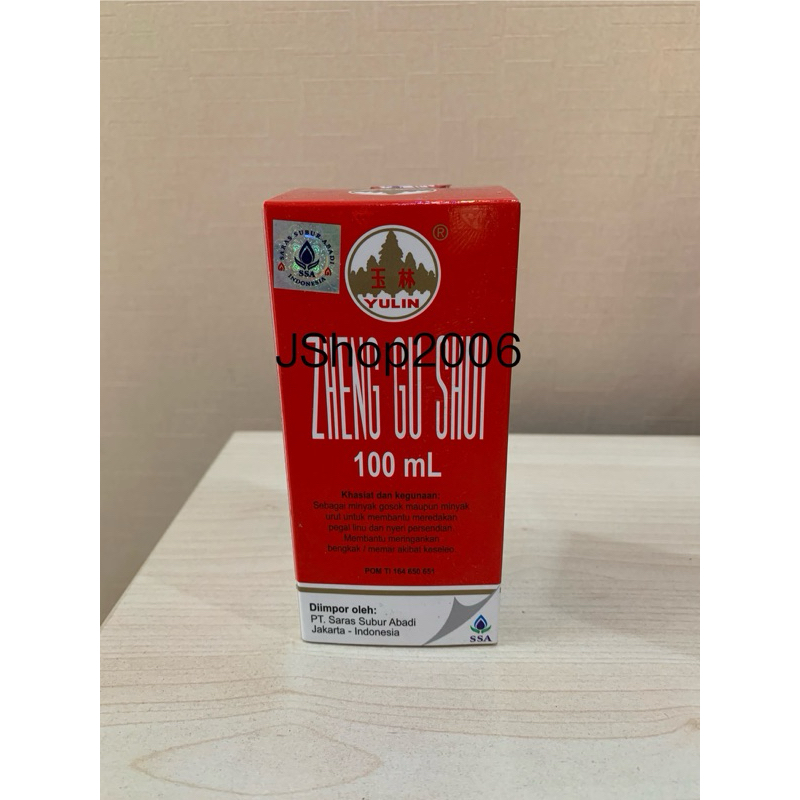 SARAS SUBUR ABADI
SSA
INDONESIA
®
玉林
YULIN
JShop2006
ZHENG GU SHUI
100 mL
Khasiat dan kegunaan:
Sebagai minyak gosok maupun minyak
urut untuk membantu meredakan
pegal linu dan nyeri persendian.
Membantu meringankan
bengkak / memar akibat keseleo.
POM TI 164 650 691
Diimpor oleh:
PT. Saras Subur Abadi
Jakarta - Indonesia
SSA